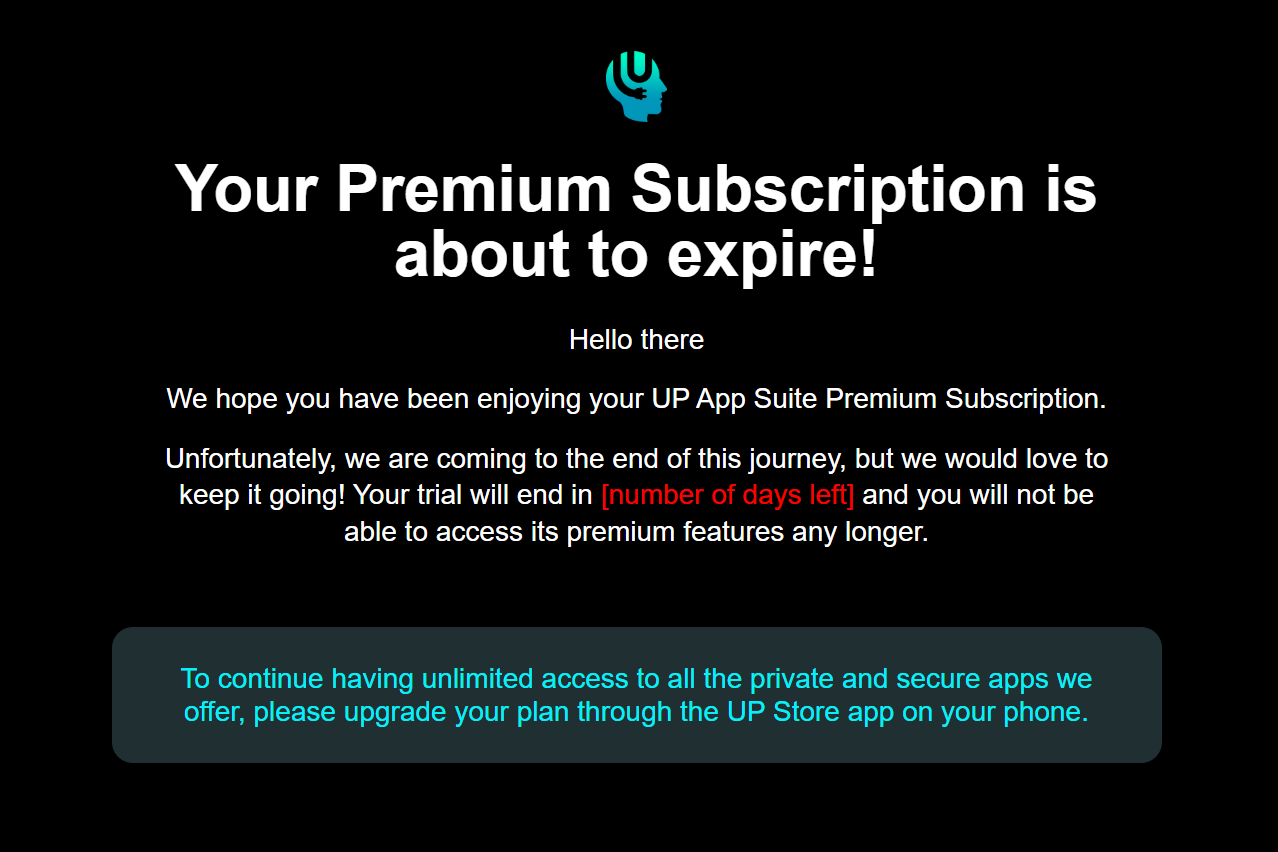 Your Premium Subscription is
about to expire!
Hello there
We hope you have been enjoying your UP App Suite Premium Subscription.
Unfortunately, we are coming to the end of this journey, but we would love to
keep it going! Your trial will end in [number of days left] and you will not be
able to access its premium features any longer.
To continue having unlimited access to all the private and secure apps we
offer, please upgrade your plan through the UP Store app on your phone.